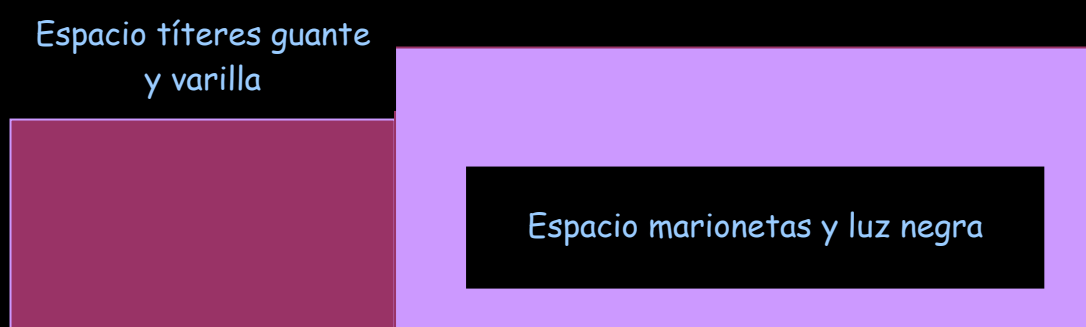 Espacio títeres guante
y varilla
Espacio marionetas y luz negra